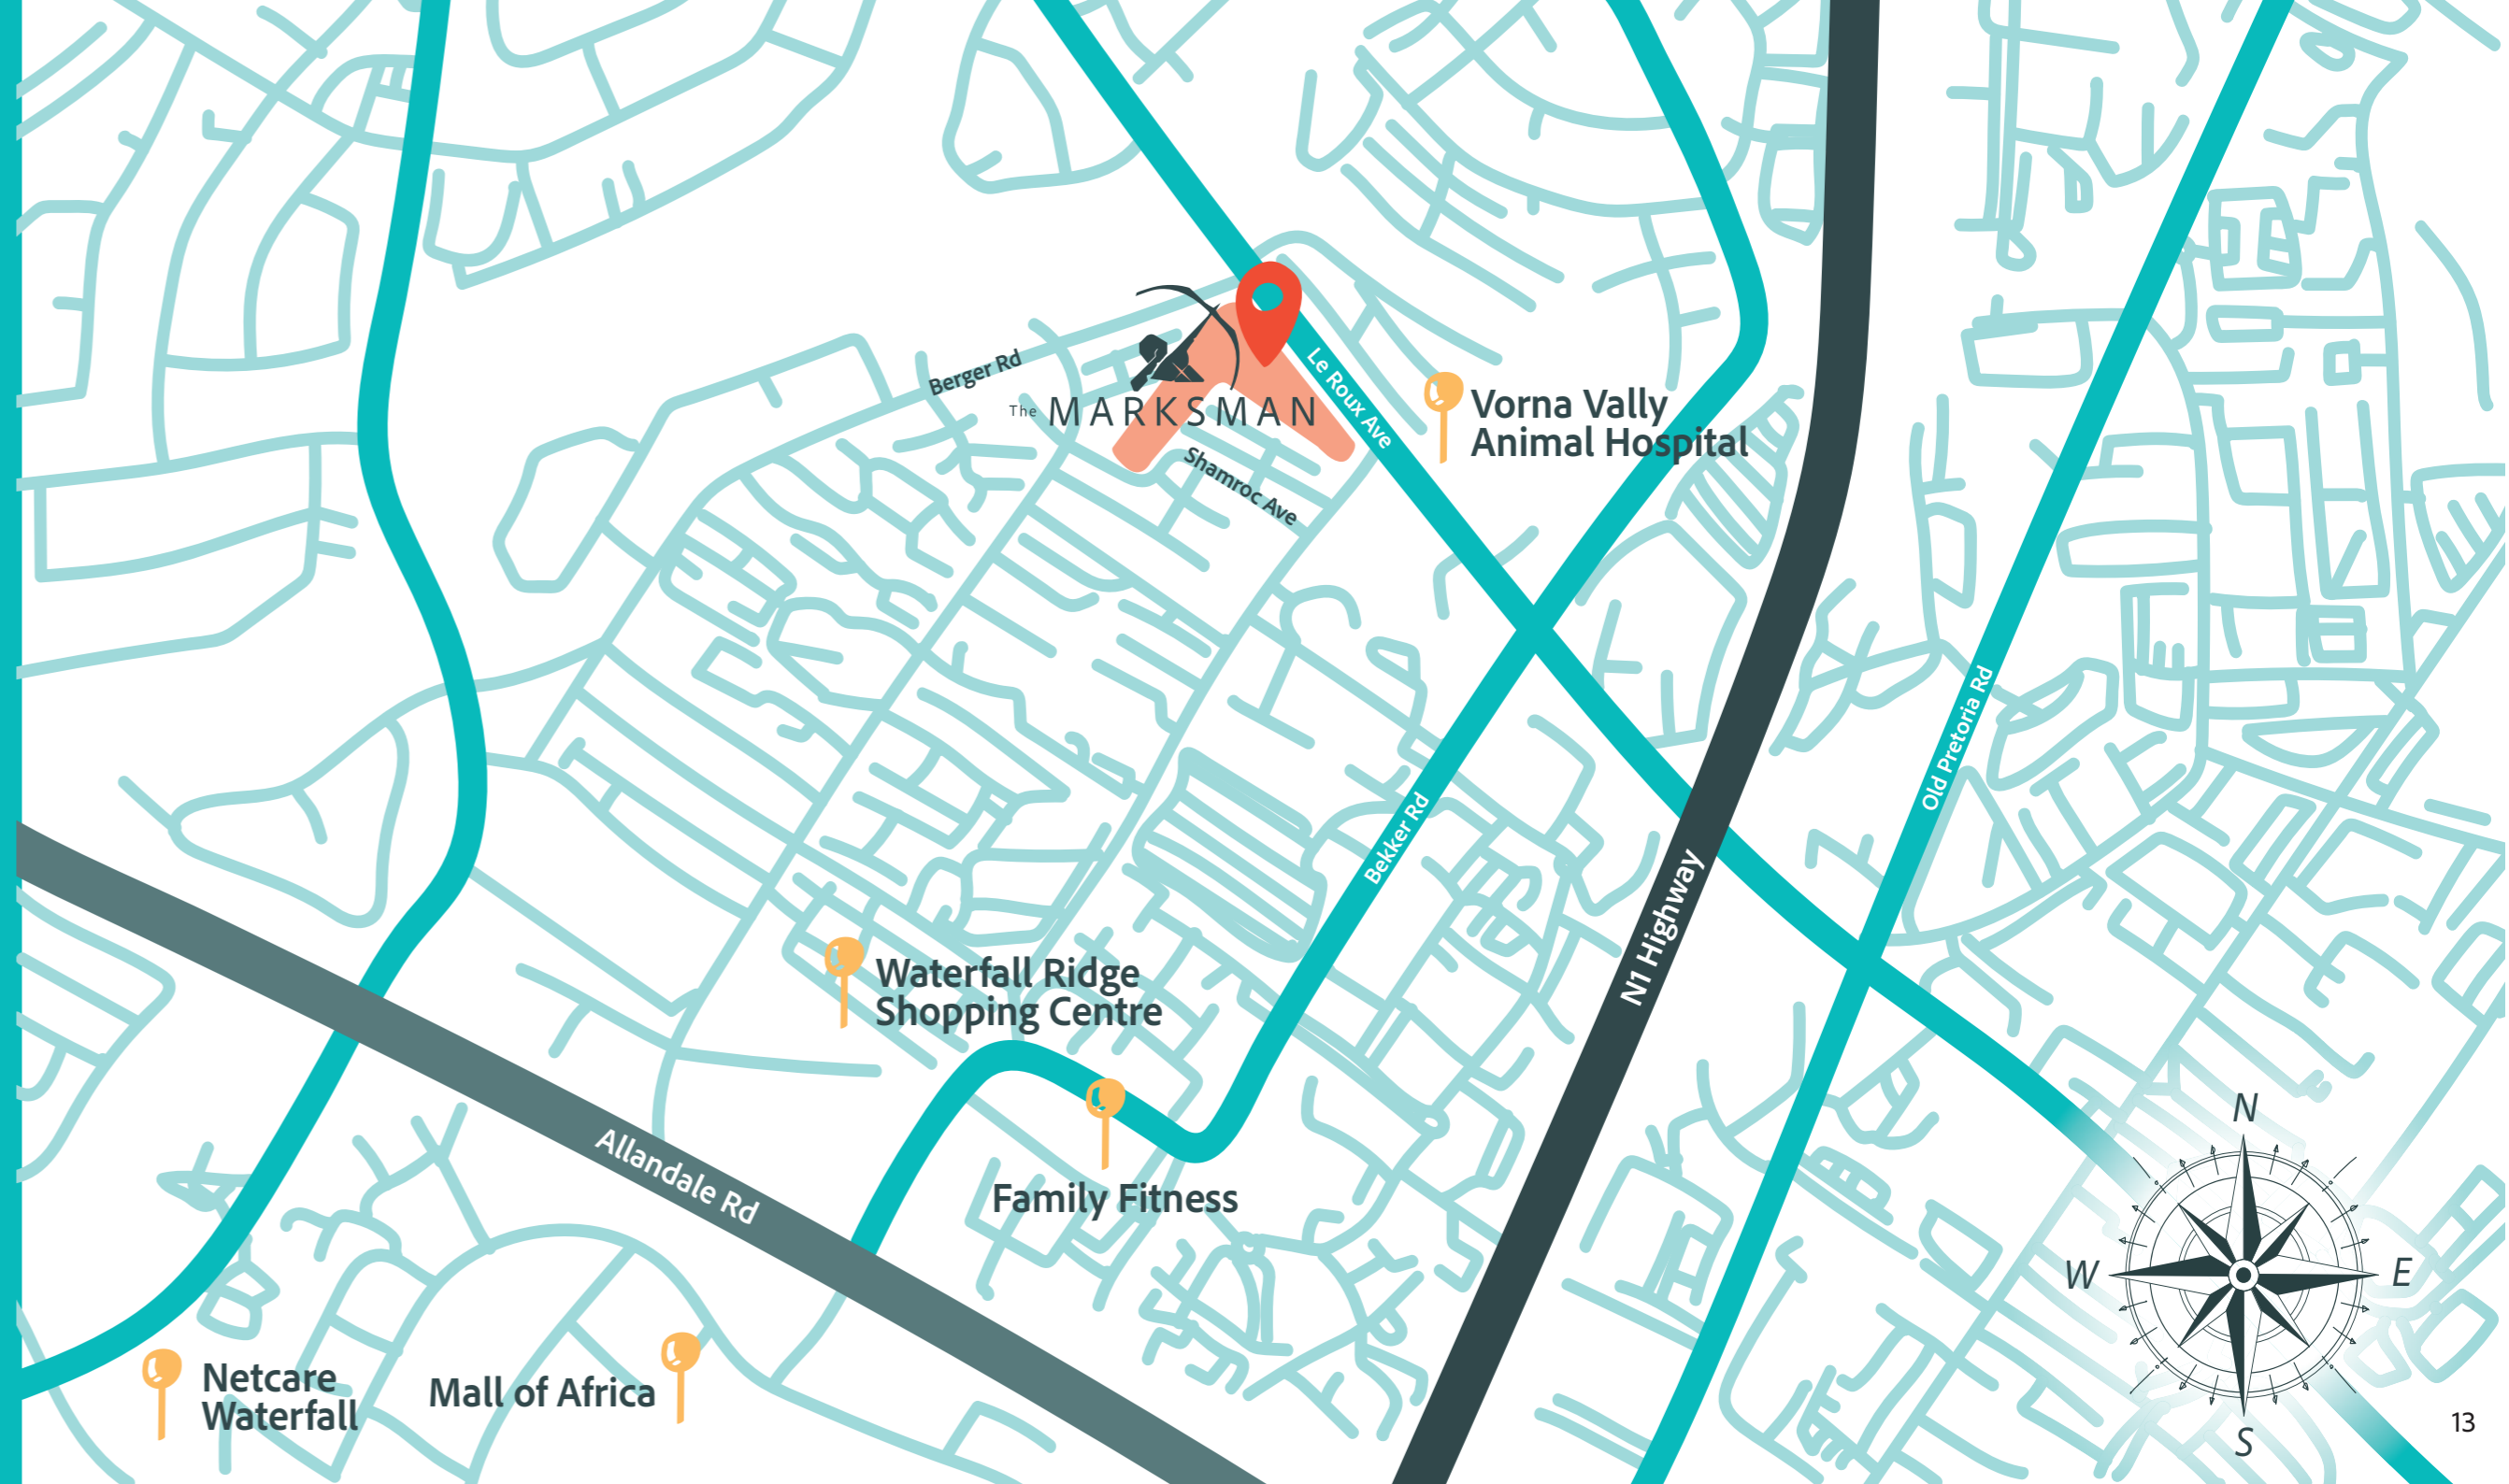 Berger Rd
The MARKSMAN
Le Roux Ave
Vorna Vally
Animal Hospital
Shamroc Ave
Old Pretoria Rd
Bekker Rd
N1 Highway
Waterfall Ridge
Shopping Centre
Allandale Rd
Family Fitness
N
W
E
S
Netcare
Waterfall
Mall of Africa
13